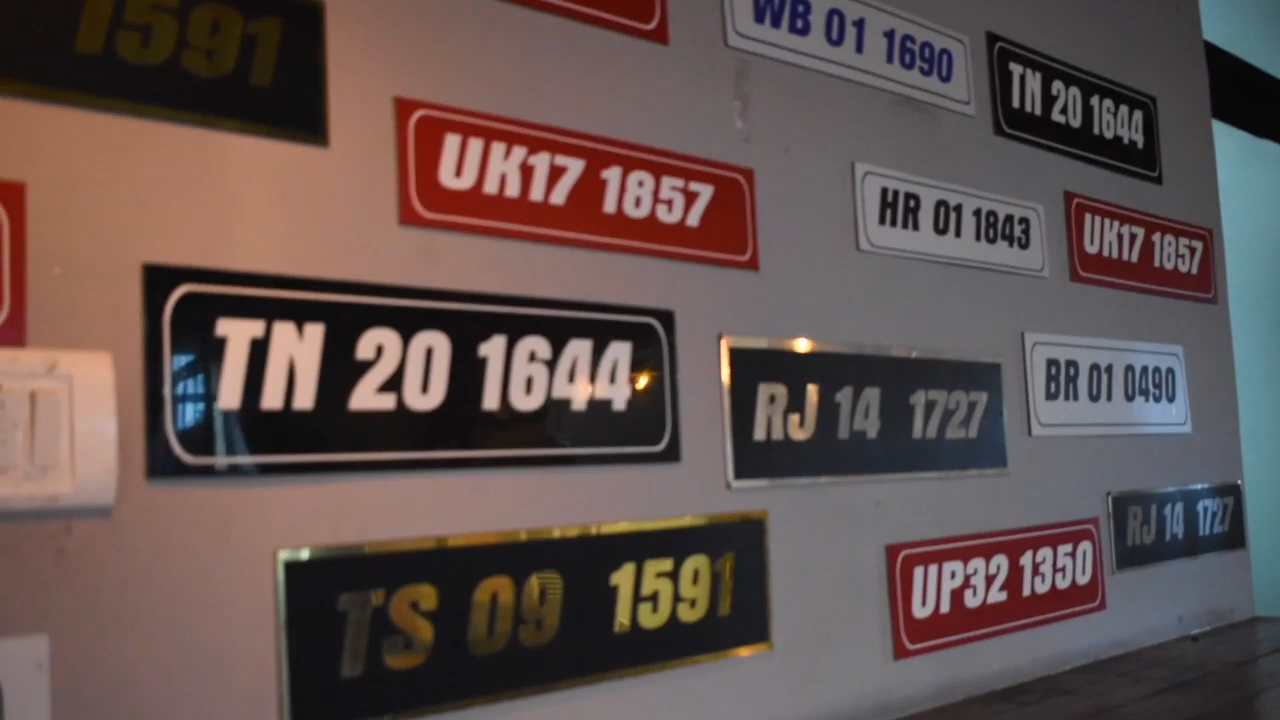 1591
WB 01 1690
TN 20 1644
UK17 1857
HR 01 1843
UK17 1857
TN 20 1644
RJ 14 1727
BR 01 0490
TS 09 1591
UP32 1350
RJ 14 1727